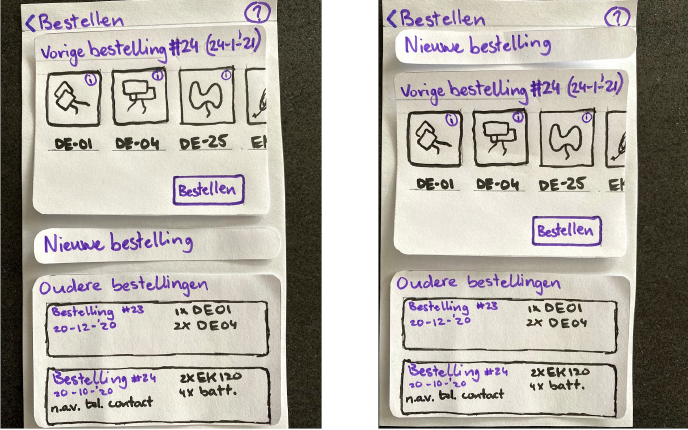 <Bestellen ?
Vorige bestelling #24 (24-1-'21)
i i i
DE-01 DE-04 DE-25 EK
Bestellen
Nieuwe bestelling
Oudere bestellingen
Bestelling #23 1x DE01
20-12-'20 2x DE04
Bestelling #24 2x EK120
20-10-'20 4x batt.
n.av. tel. contact
<Bestellen ?
Nieuwe bestelling
Vorige bestelling #24 (24-1-'21)
i i i
DE-01 DE-04 DE-25 EK
Bestellen
Oudere bestellingen
Bestelling #23 1x DE01
20-12-'20 2x DE04
Bestelling #24 2x EK120
20-10-'20 4x batt.
n.av. tel. contact